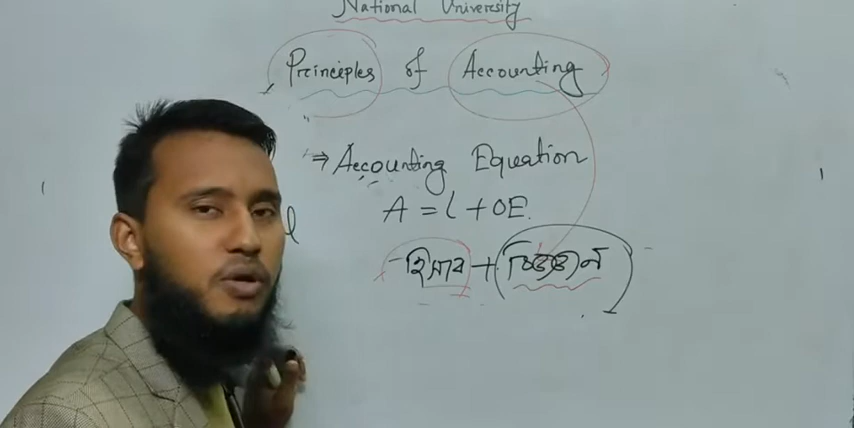 National University
Principles of Accounting
⇒ Accounting Equation
A = L + OE.
হিসাব + বিজ্ঞান